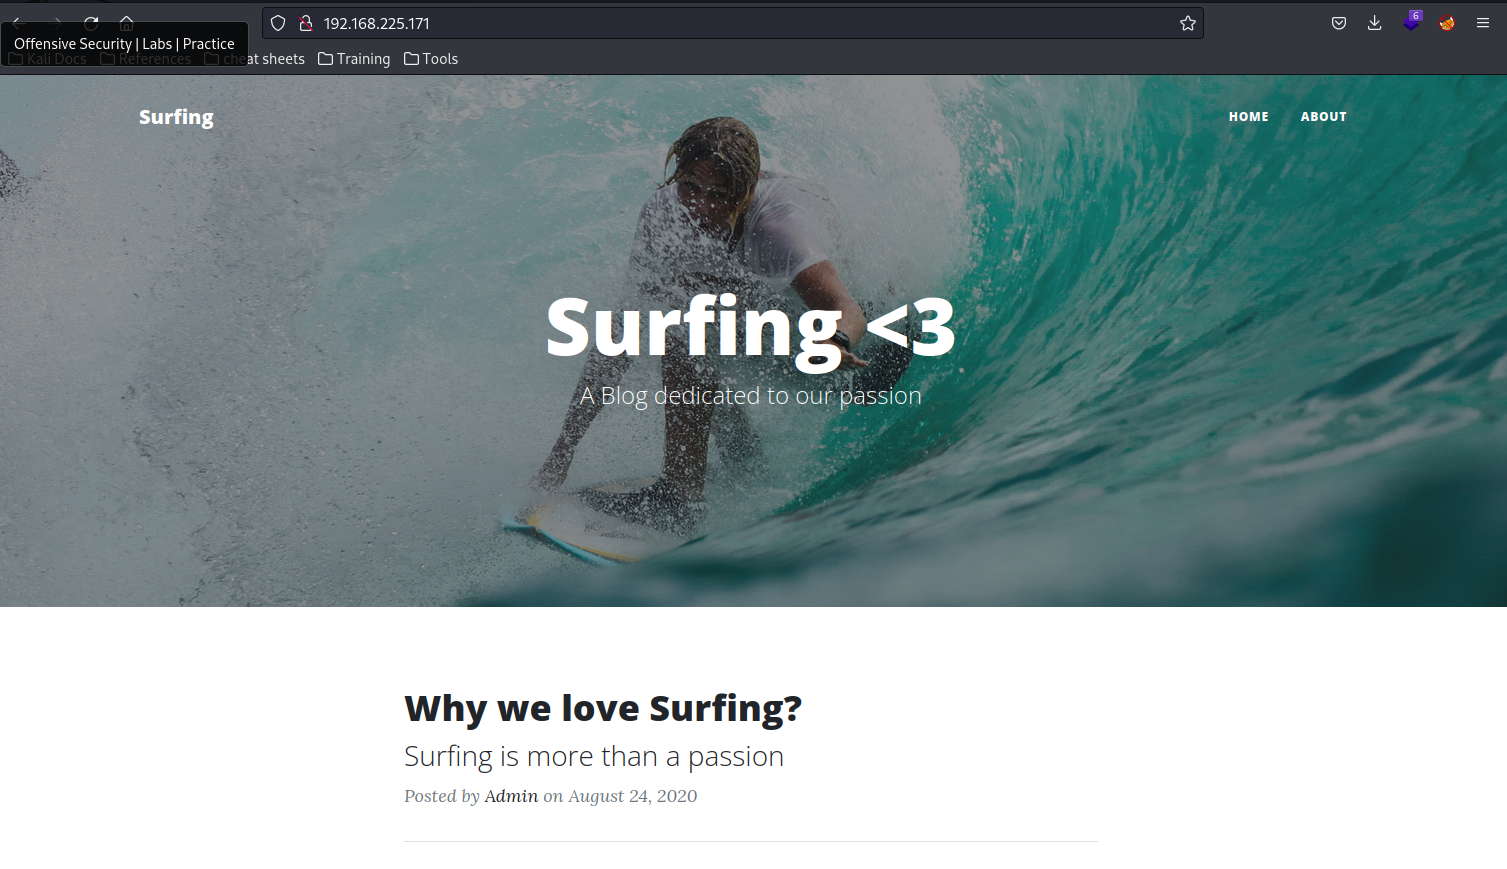 192.168.225.171
6
Offensive Security | Labs | Practice
Kali Docs References cheat sheets Training Tools
Surfing HOME ABOUT
Surfing <3
A Blog dedicated to our passion
Why we love Surfing?
Surfing is more than a passion
Posted by Admin on August 24, 2020